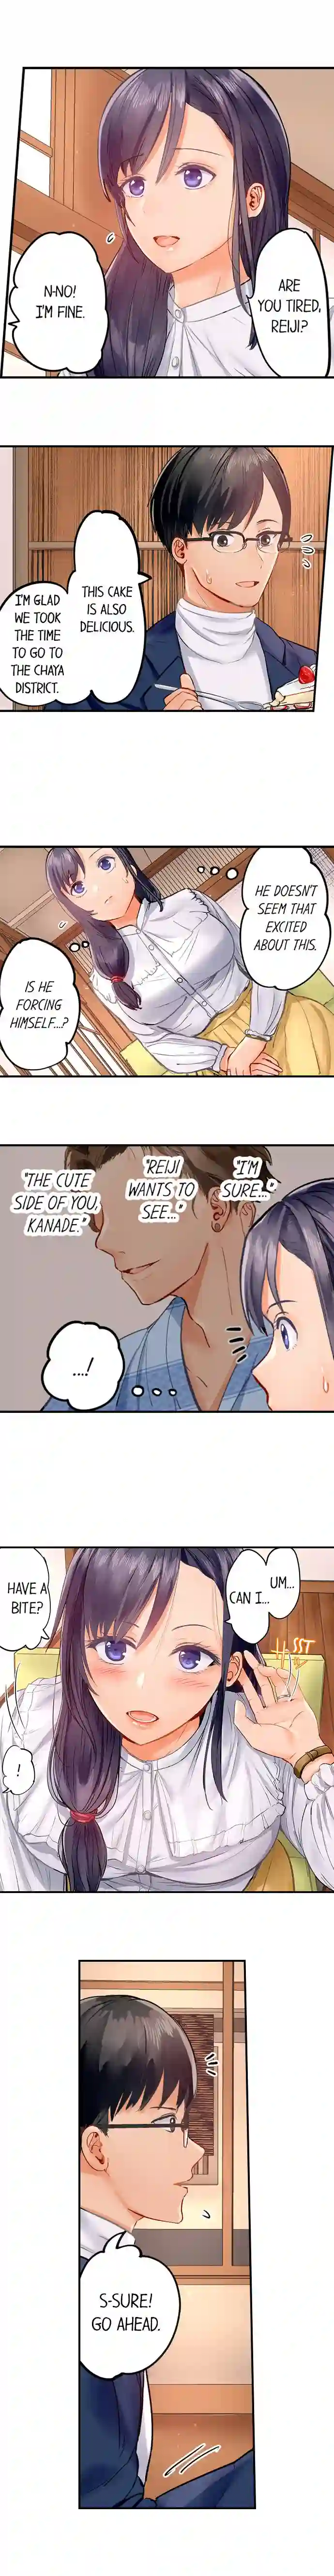 ARE
YOU TIRED,
REIJI?
N-NO!
I'M FINE.
THIS CAKE
IS ALSO
DELICIOUS.
I'M GLAD
WE TOOK
THE TIME
TO GO TO
THE CHAYA
DISTRICT.
HE DOESN'T
SEEM THAT
EXCITED
ABOUT THIS.
IS HE
FORCING
HIMSELF...?
"I'M
SURE..."
"REIJI
WANTS TO
SEE..."
"THE CUTE
SIDE OF YOU,
KANADE."
...!
UM...
CAN I...
HAVE A
BITE?
!
S-SURE!
GO AHEAD.